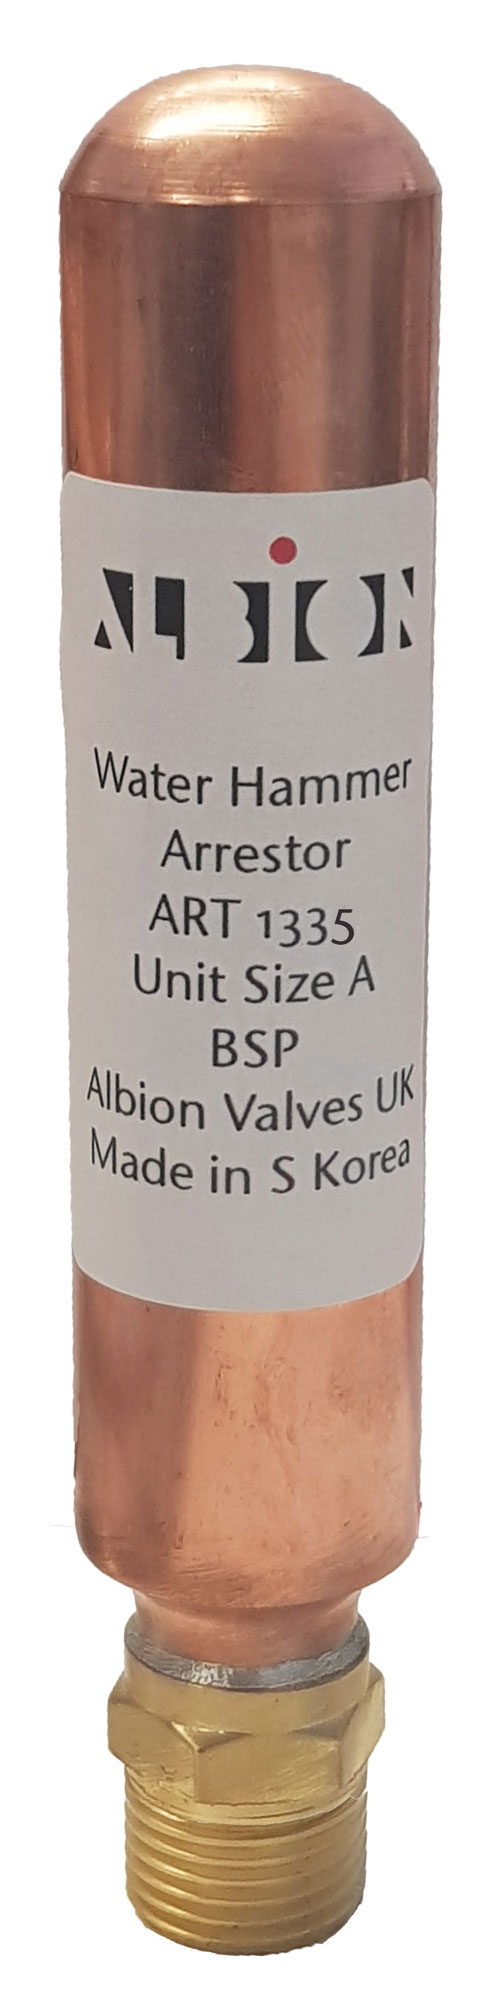 ALBiON
Water Hammer
Arrestor
ART 1335
Unit Size A
BSP
Albion Valves UK
Made in S Korea